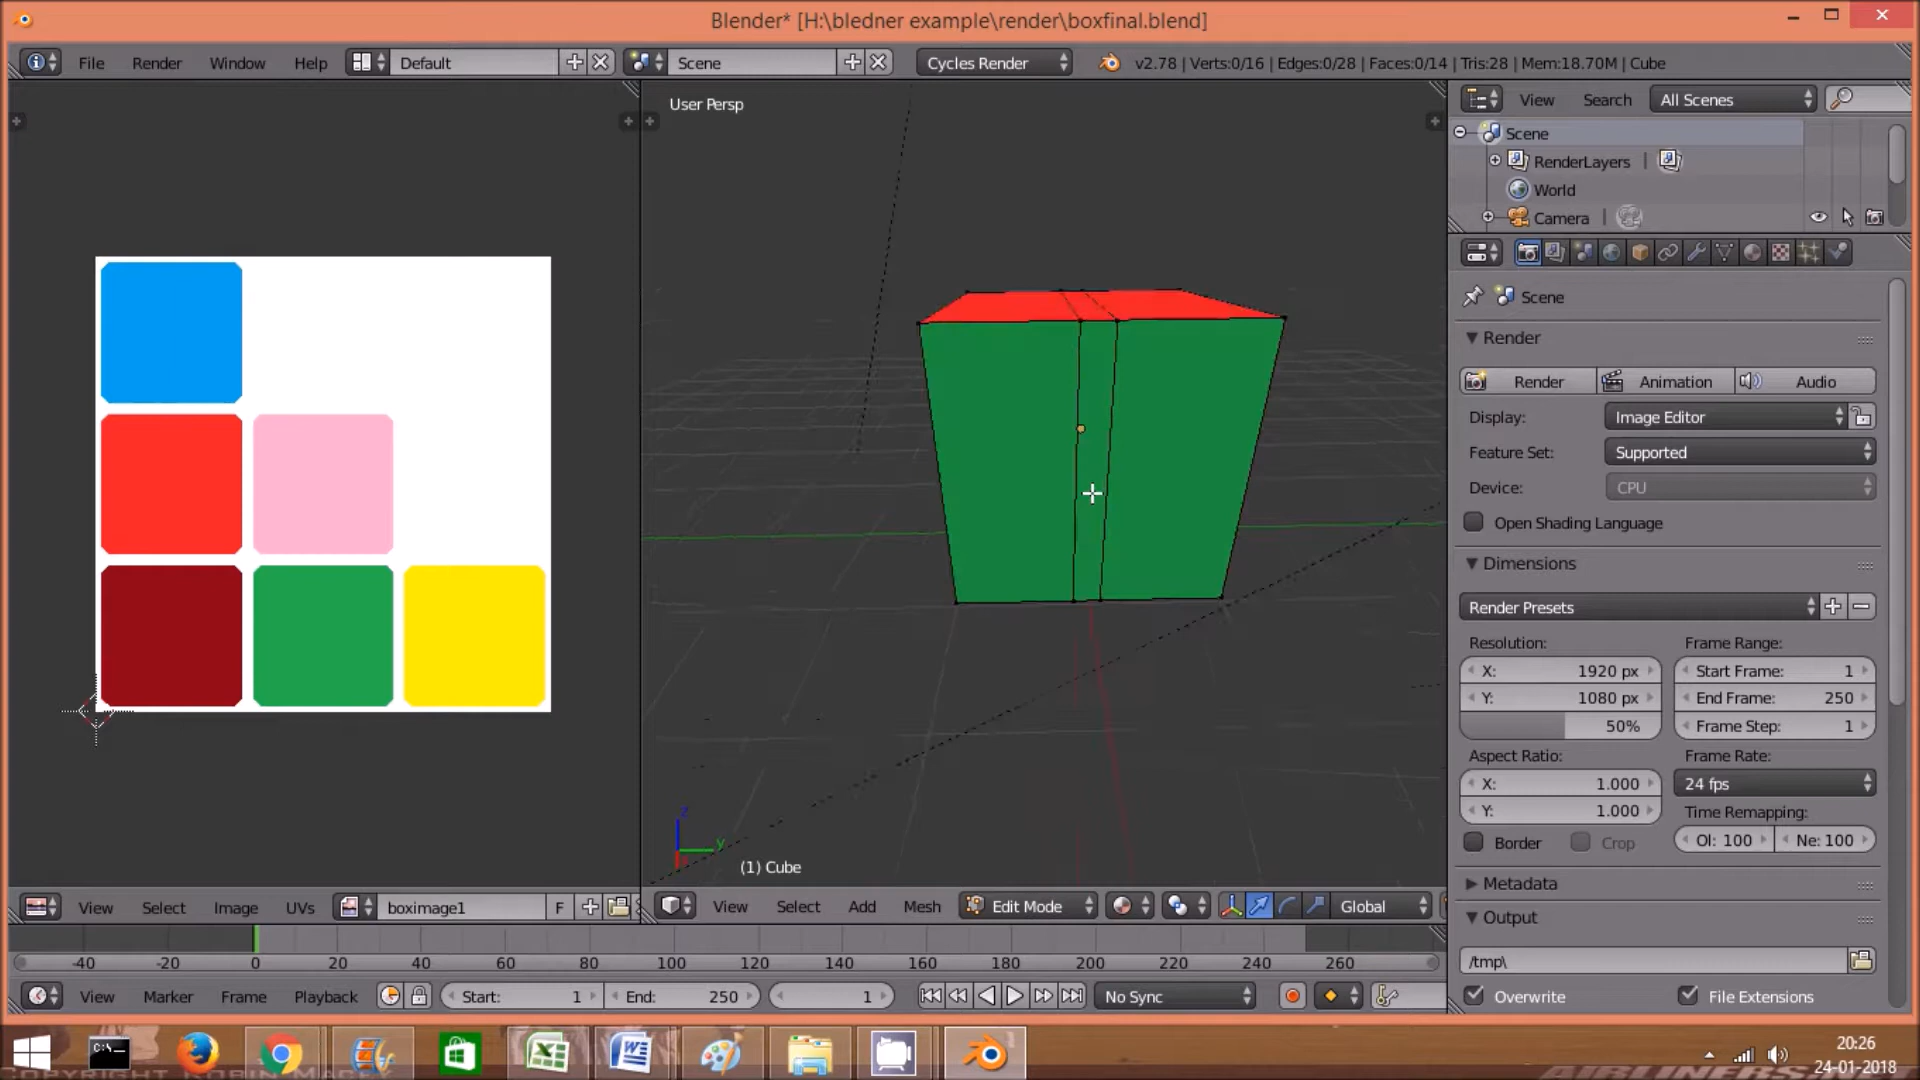 Blender* [H:\bledner example\render\boxfinal.blend]
File Render Window Help Default Scene Cycles Render v2.78 | Verts:0/16 | Edges:0/28 | Faces:0/14 | Tris:28 | Mem:18.70M | Cube
User Persp
View Search All Scenes
Scene
RenderLayers
World
Camera
Scene
Render
Render Animation Audio
Display: Image Editor
Feature Set: Supported
Device: CPU
Open Shading Language
Dimensions
Render Presets
Resolution: Frame Range:
X: 1920 px Start Frame: 1
Y: 1080 px End Frame: 250
50% Frame Step: 1
Aspect Ratio: Frame Rate:
X: 1.000 24 fps
Y: 1.000 Time Remapping:
Border Crop Ol: 100 Ne: 100
Metadata
Output
/tmp\
Overwrite File Extensions
z
y
(1) Cube
View Select Image UVs boximage1 F
View Select Add Mesh Edit Mode Global
-40 -20 0 20 40 60 80 100 120 140 160 180 200 220 240 260
View Marker Frame Playback Start: 1 End: 250 1 No Sync
C:\
20:26
24-01-2018